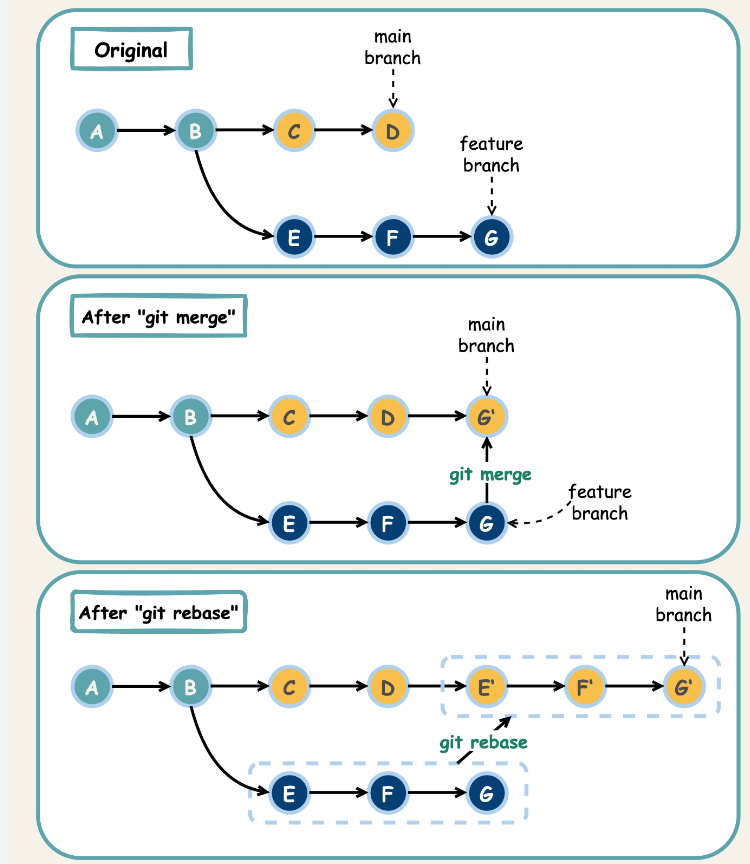 Original
main
branch
A
B
C
D
feature
branch
E
F
G
After "git merge"
main
branch
A
B
C
D
G'
git merge
feature
branch
E
F
G
After "git rebase"
main
branch
A
B
C
D
E'
F'
G'
git rebase
E
F
G